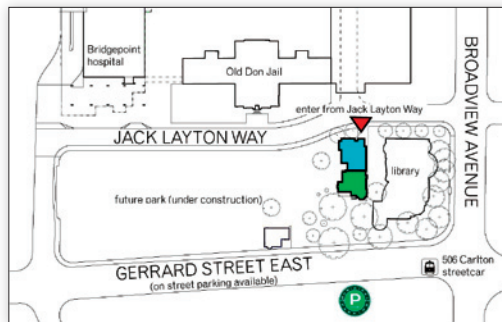 Bridgepoint
hospital
Old Don Jail
enter from Jack Layton Way
JACK LAYTON WAY
BROADVIEW AVENUE
library
future park (under construction)
GERRARD STREET EAST
(on street parking available)
506 Carlton
streetcar
P